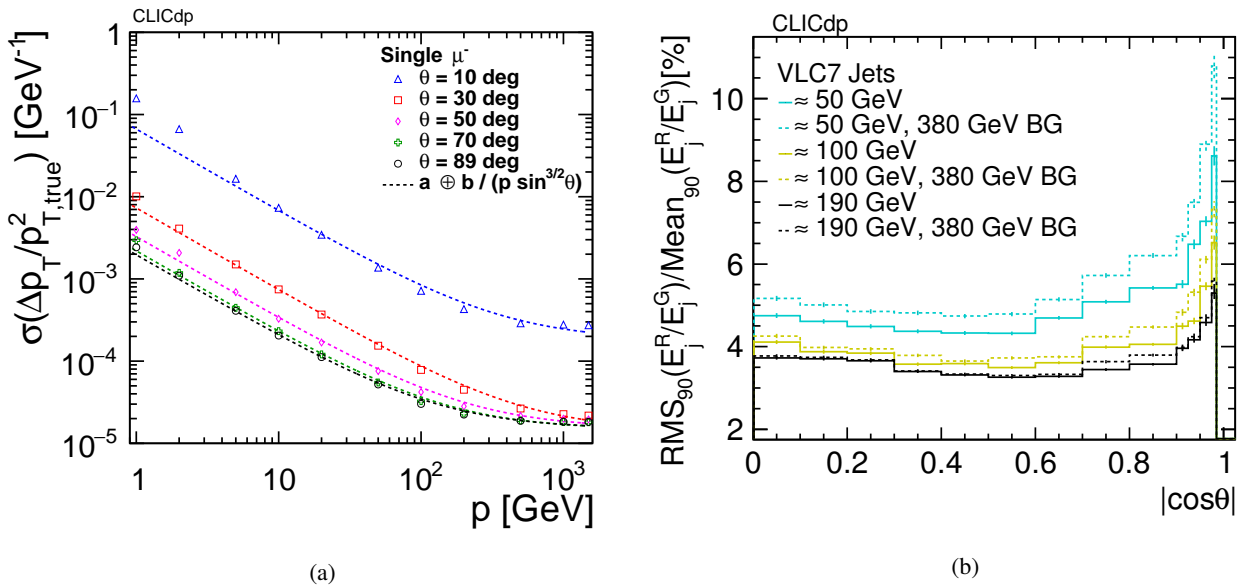 CLICdp
σ(Δp_T/p²_{T,true}) [GeV⁻¹]
1
10⁻¹
10⁻²
10⁻³
10⁻⁴
10⁻⁵
Single μ⁻
θ = 10 deg
θ = 30 deg
θ = 50 deg
θ = 70 deg
θ = 89 deg
a ⊕ b / (p sin^{3/2}θ)
1 10 10² 10³
p [GeV]
(a)
CLICdp
RMS₉₀(E_j^R/E_j^G)/Mean₉₀(E_j^R/E_j^G)[%]
10
8
6
4
2
VLC7 Jets
≈ 50 GeV
≈ 50 GeV, 380 GeV BG
≈ 100 GeV
≈ 100 GeV, 380 GeV BG
≈ 190 GeV
≈ 190 GeV, 380 GeV BG
0 0.2 0.4 0.6 0.8 1
|cosθ|
(b)